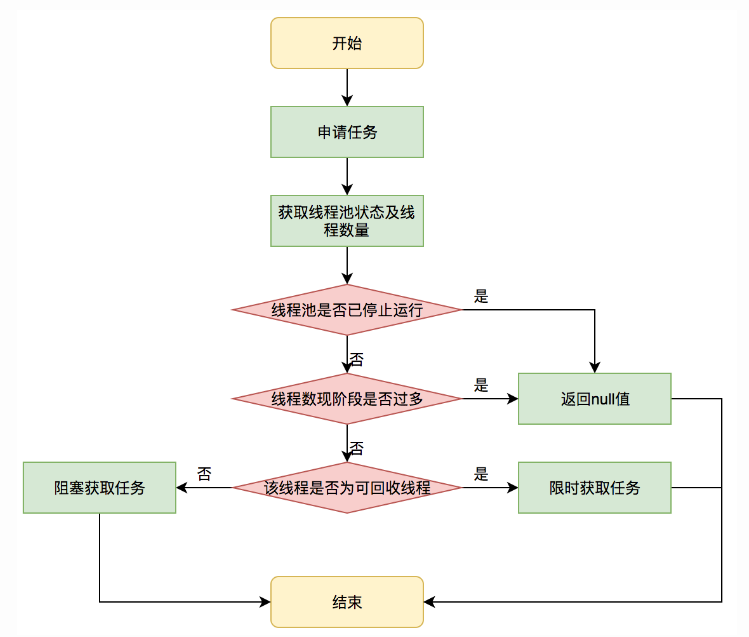 开始
申请任务
获取线程池状态及线
程数量
线程池是否已停止运行
是
否
线程数现阶段是否过多
是
返回null值
否
该线程是否为可回收线程
否
是
阻塞获取任务
限时获取任务
结束